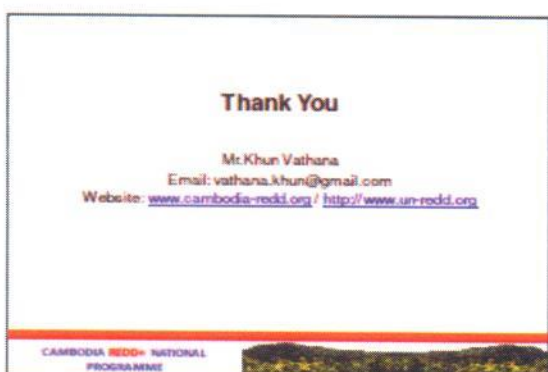 Thank You
Mr.Khun Vathana
Email: vathana.khun@gmail.com
Website: www.cambodia-redd.org / http://www.un-redd.org
CAMBODIA REDD+ NATIONAL
PROGRAMME